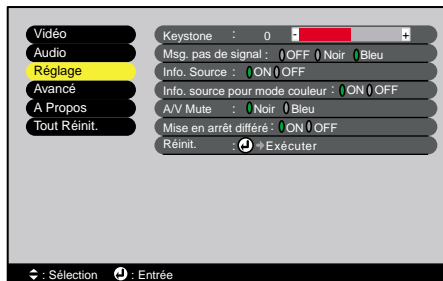 Vidéo
Audio
Réglage
Avancé
A Propos
Tout Réinit.
Keystone : 0 - +
Msg. pas de signal : OFF Noir Bleu
Info. Source : ON OFF
Info. source pour mode couleur : ON OFF
A/V Mute : Noir Bleu
Mise en arrêt différé : ON OFF
Réinit. : Exécuter
: Sélection : Entrée